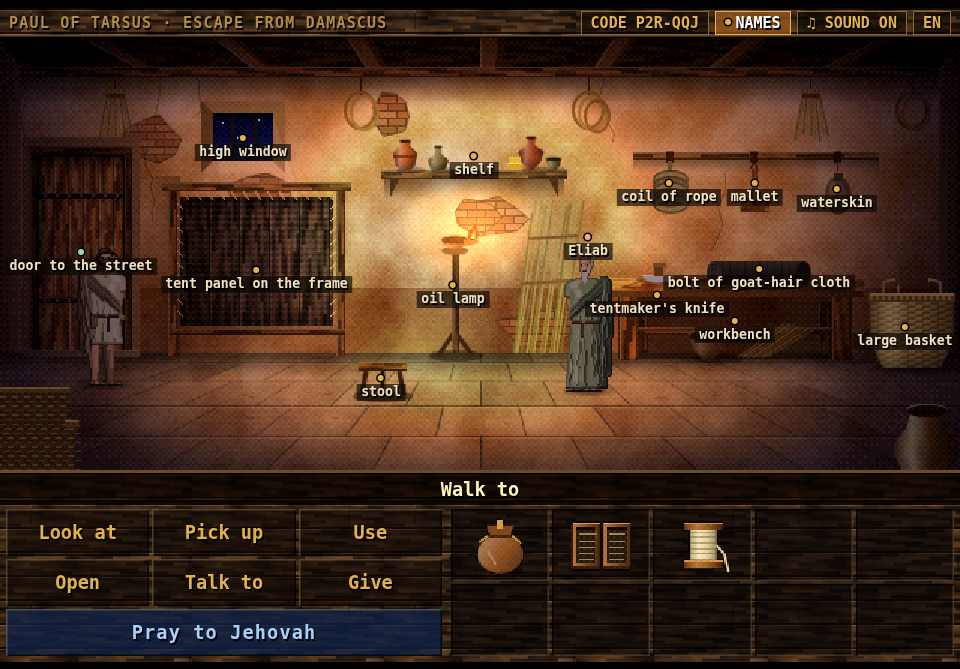 PAUL OF TARSUS · ESCAPE FROM DAMASCUS
CODE P2R-QQJ
NAMES
♫ SOUND ON
EN
high window
shelf
coil of rope
mallet
waterskin
Eliab
door to the street
tent panel on the frame
oil lamp
bolt of goat-hair cloth
tentmaker's knife
workbench
large basket
stool
Walk to
Look at
Pick up
Use
Open
Talk to
Give
Pray to Jehovah